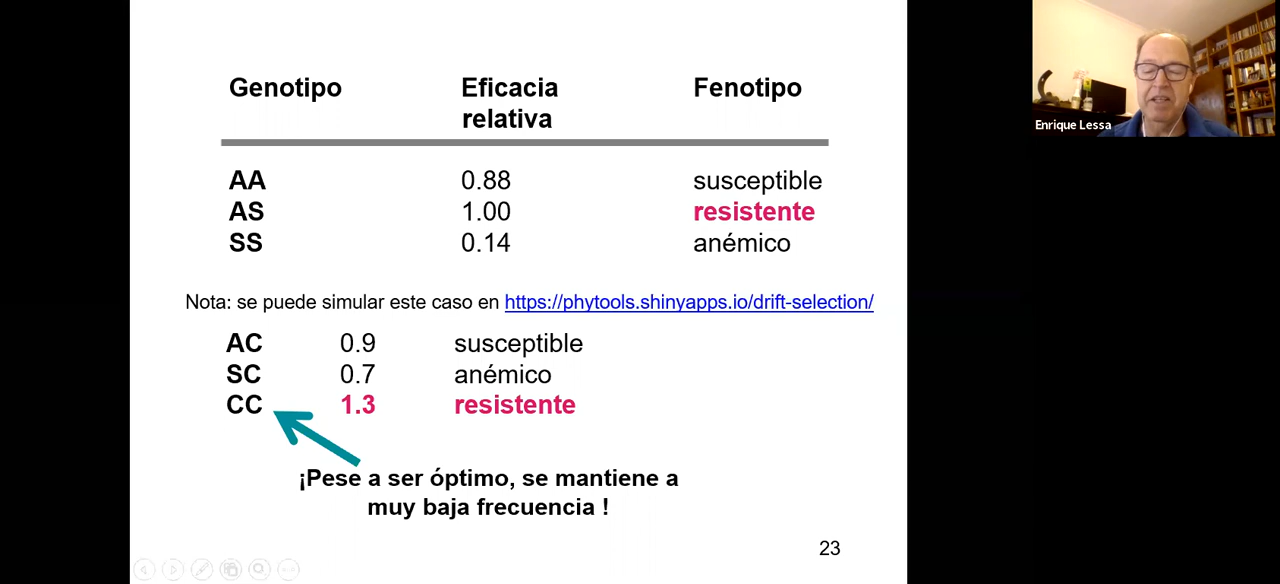 Genotipo Eficacia relativa Fenotipo
AA 0.88 susceptible
AS 1.00 resistente
SS 0.14 anémico
Nota: se puede simular este caso en https://phytools.shinyapps.io/drift-selection/
AC 0.9 susceptible
SC 0.7 anémico
CC 1.3 resistente
¡Pese a ser óptimo, se mantiene a
muy baja frecuencia !
23
Enrique Lessa